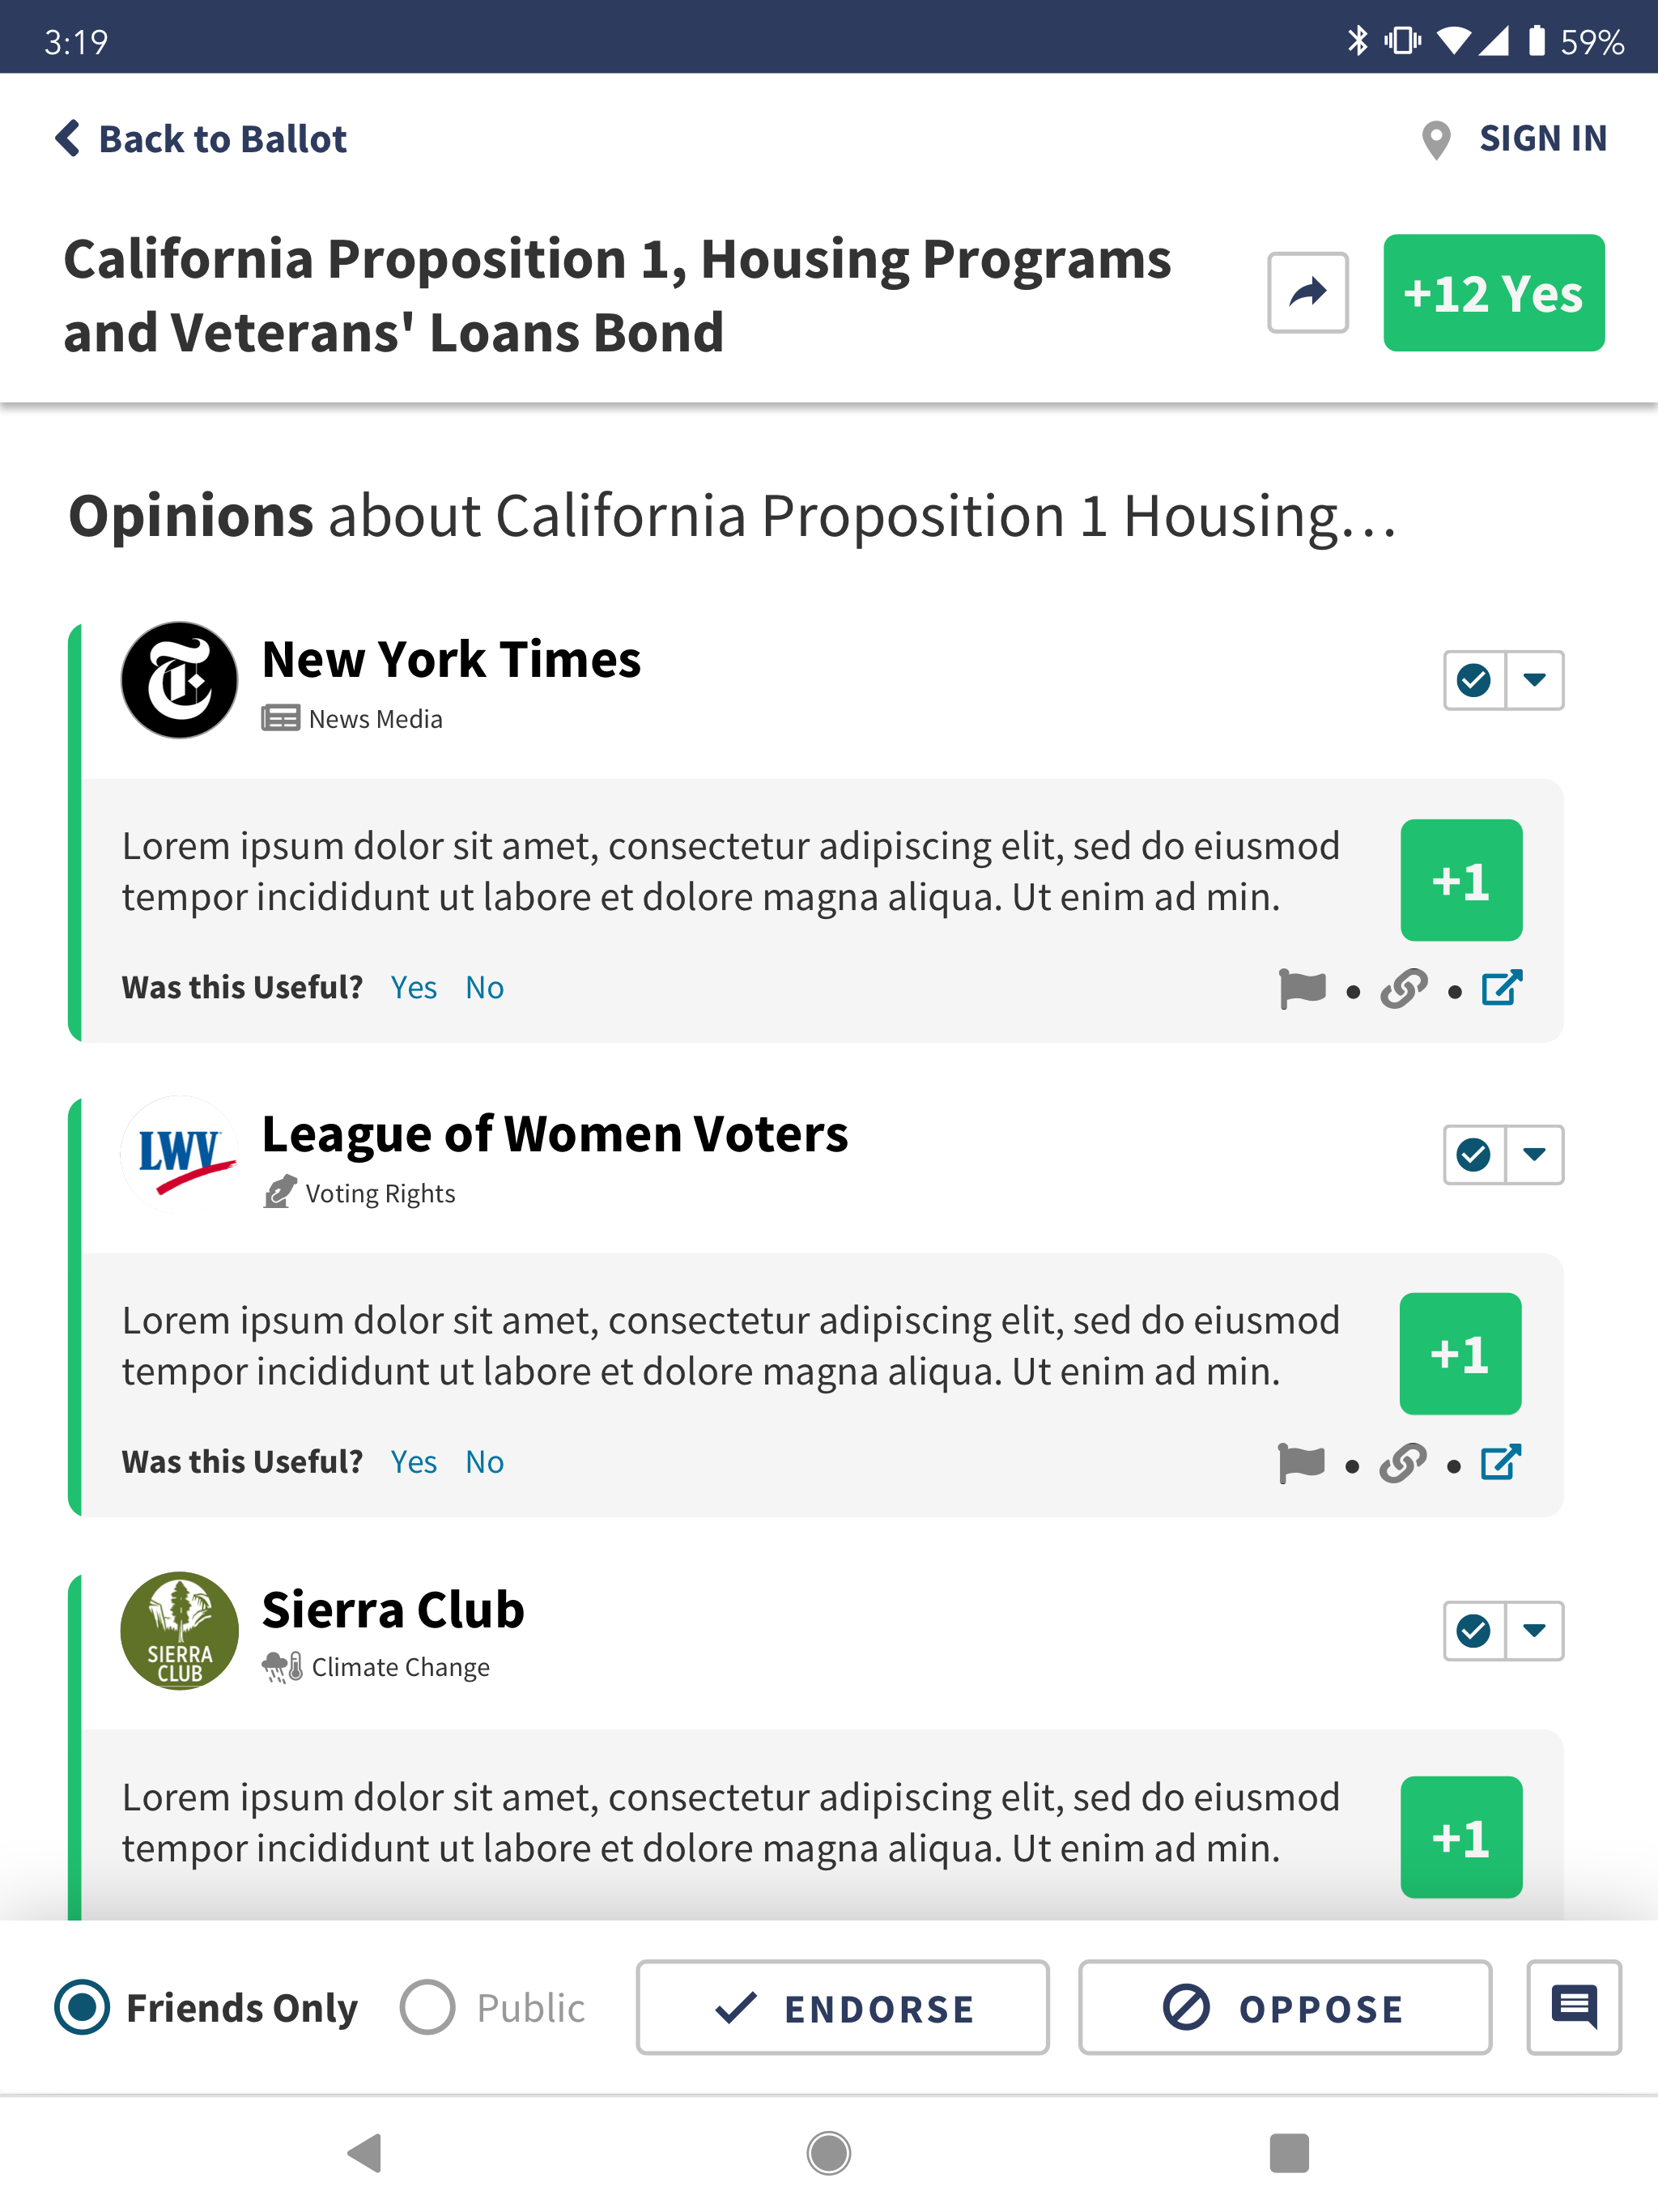 3:19
59%
Back to Ballot
SIGN IN
California Proposition 1, Housing Programs
and Veterans' Loans Bond
+12 Yes
Opinions about California Proposition 1 Housing…
New York Times
News Media
Lorem ipsum dolor sit amet, consectetur adipiscing elit, sed do eiusmod
tempor incididunt ut labore et dolore magna aliqua. Ut enim ad min.
+1
Was this Useful? Yes No
LWV
League of Women Voters
Voting Rights
Lorem ipsum dolor sit amet, consectetur adipiscing elit, sed do eiusmod
tempor incididunt ut labore et dolore magna aliqua. Ut enim ad min.
+1
Was this Useful? Yes No
SIERRA
CLUB
Sierra Club
Climate Change
Lorem ipsum dolor sit amet, consectetur adipiscing elit, sed do eiusmod
tempor incididunt ut labore et dolore magna aliqua. Ut enim ad min.
+1
Friends Only
Public
ENDORSE
OPPOSE